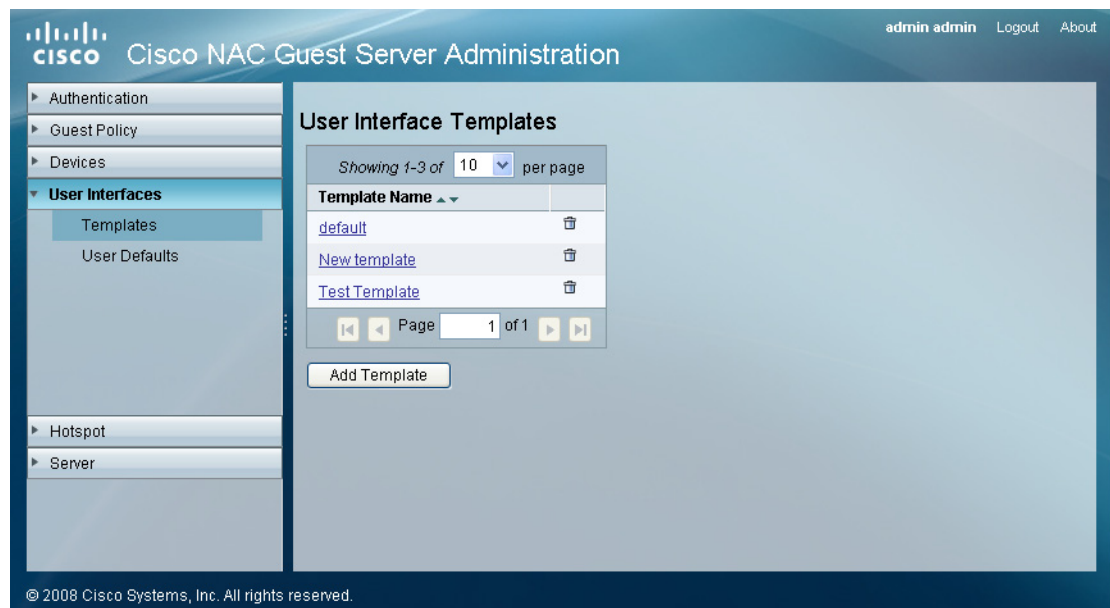 admin admin Logout About
cisco Cisco NAC Guest Server Administration
Authentication
Guest Policy
Devices
User Interfaces
Templates
User Defaults
Hotspot
Server
User Interface Templates
Showing 1-3 of 10 per page
Template Name
default
New template
Test Template
Page 1 of 1
Add Template
© 2008 Cisco Systems, Inc. All rights reserved.